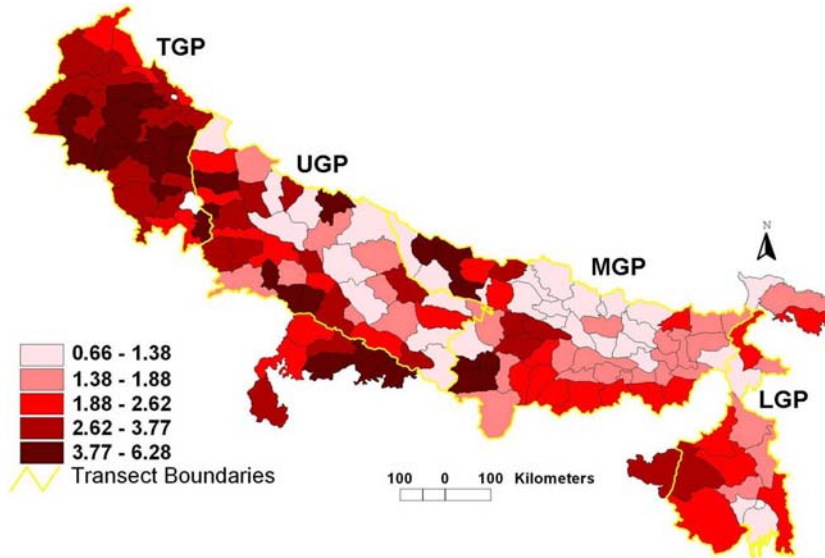 TGP
UGP
N
MGP
0.66 - 1.38
1.38 - 1.88
1.88 - 2.62
LGP
2.62 - 3.77
3.77 - 6.28
Transect Boundaries
100 0 100 Kilometers